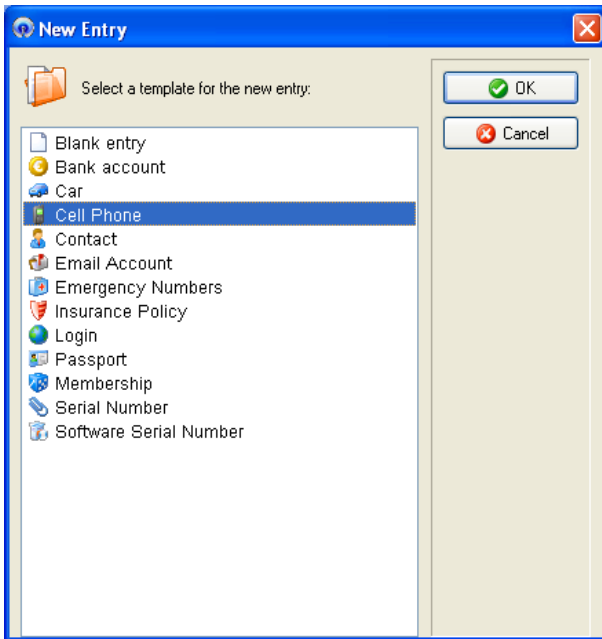 New Entry
Select a template for the new entry:
OK
Cancel
Blank entry
Bank account
Car
Cell Phone
Contact
Email Account
Emergency Numbers
Insurance Policy
Login
Passport
Membership
Serial Number
Software Serial Number